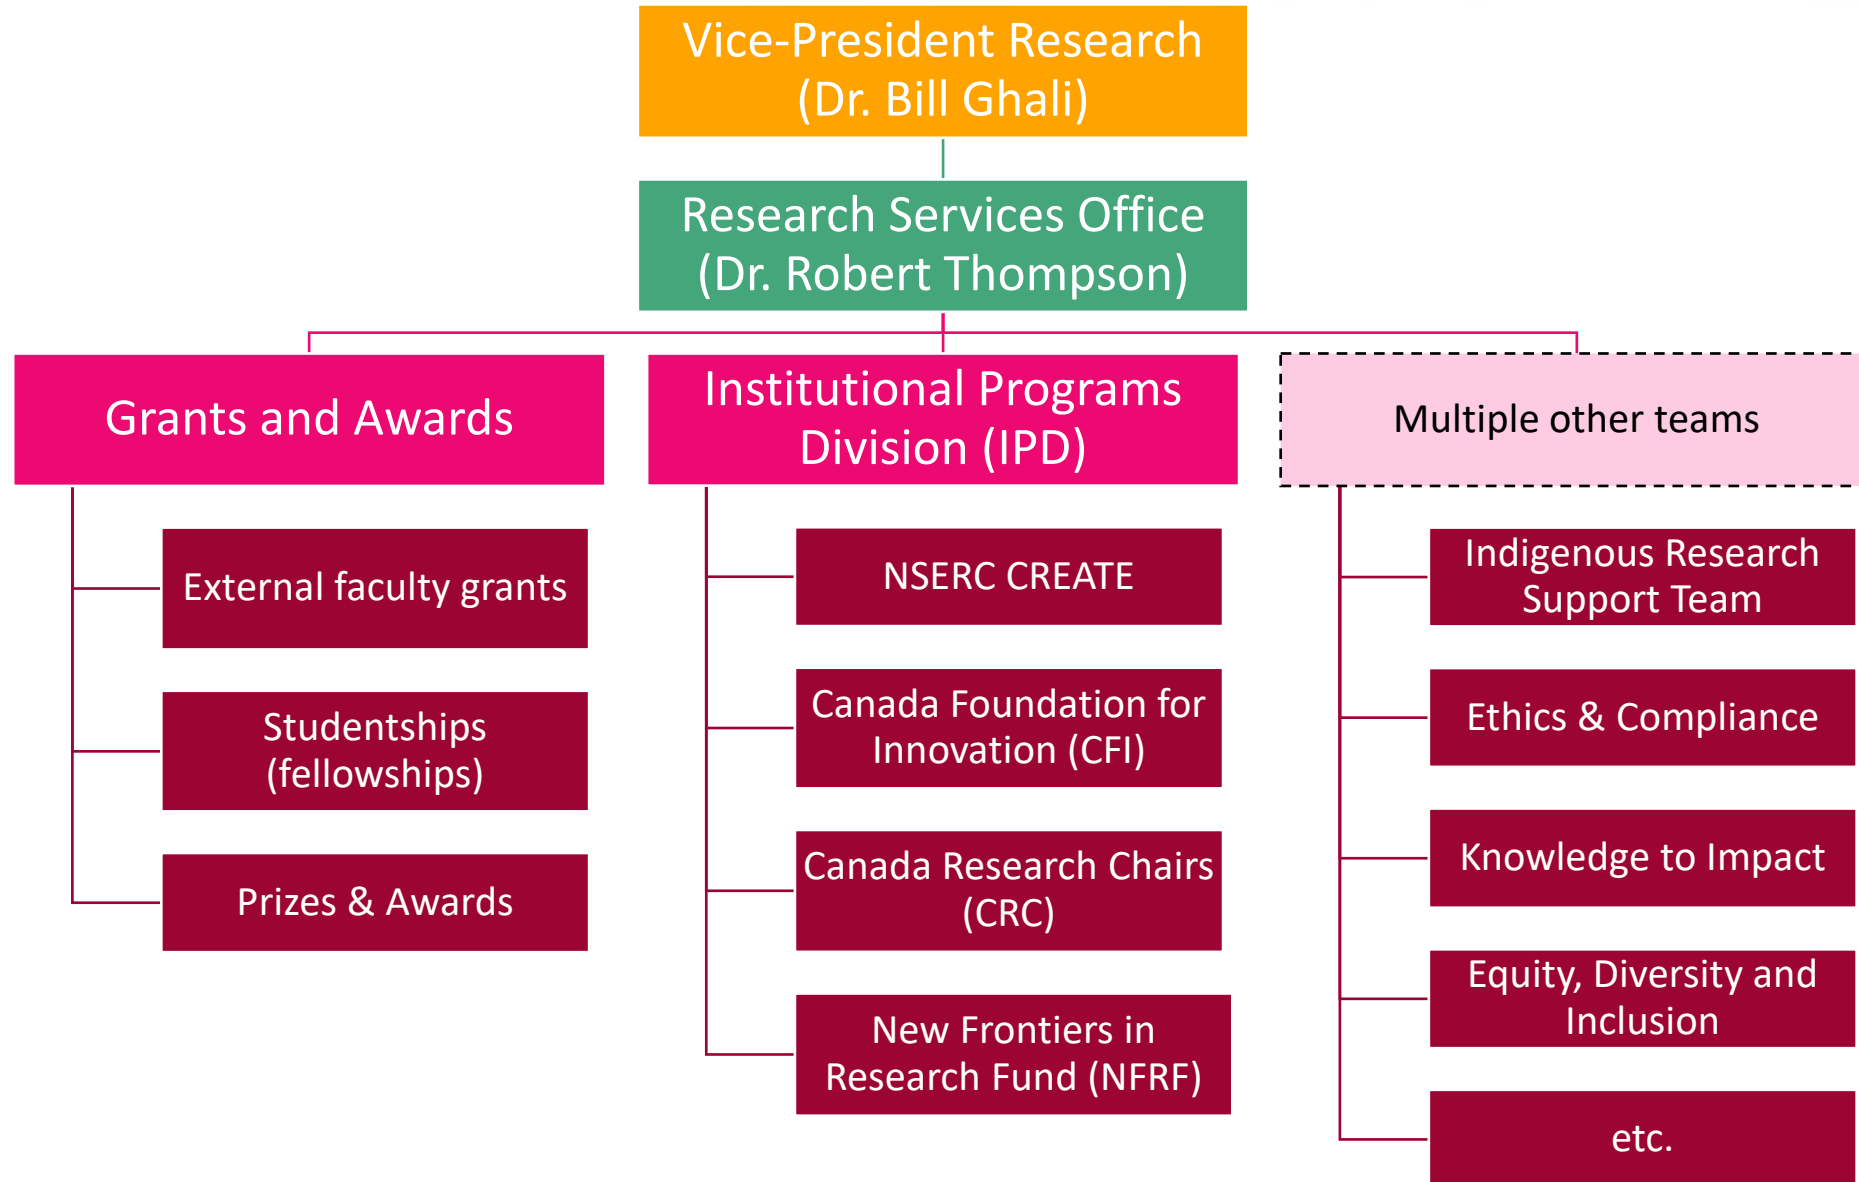 Vice-President Research
(Dr. Bill Ghali)
Research Services Office
(Dr. Robert Thompson)
Grants and Awards
External faculty grants
Studentships
(fellowships)
Prizes & Awards
Institutional Programs
Division (IPD)
NSERC CREATE
Canada Foundation for
Innovation (CFI)
Canada Research Chairs
(CRC)
New Frontiers in
Research Fund (NFRF)
Multiple other teams
Indigenous Research
Support Team
Ethics & Compliance
Knowledge to Impact
Equity, Diversity and
Inclusion
etc.